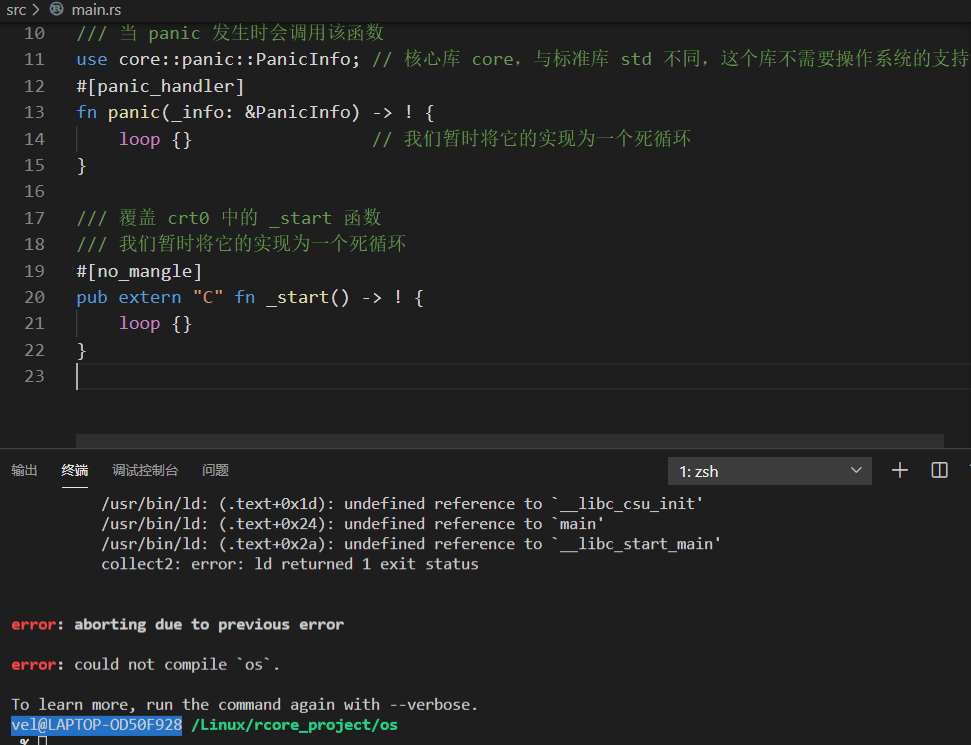 src > main.rs
10 /// 当 panic 发生时会调用该函数
11 use core::panic::PanicInfo; // 核心库 core，与标准库 std 不同，这个库不需要操作系统的支持
12 #[panic_handler]
13 fn panic(_info: &PanicInfo) -> ! {
14 loop {} // 我们暂时将它的实现为一个死循环
15 }
16
17 /// 覆盖 crt0 中的 _start 函数
18 /// 我们暂时将它的实现为一个死循环
19 #[no_mangle]
20 pub extern "C" fn _start() -> ! {
21 loop {}
22 }
23
输出 终端 调试控制台 问题 1: zsh
/usr/bin/ld: (.text+0x1d): undefined reference to `__libc_csu_init'
/usr/bin/ld: (.text+0x24): undefined reference to `main'
/usr/bin/ld: (.text+0x2a): undefined reference to `__libc_start_main'
collect2: error: ld returned 1 exit status
error: aborting due to previous error
error: could not compile `os`.
To learn more, run the command again with --verbose.
vel@LAPTOP-OD50F928 /Linux/rcore_project/os
%